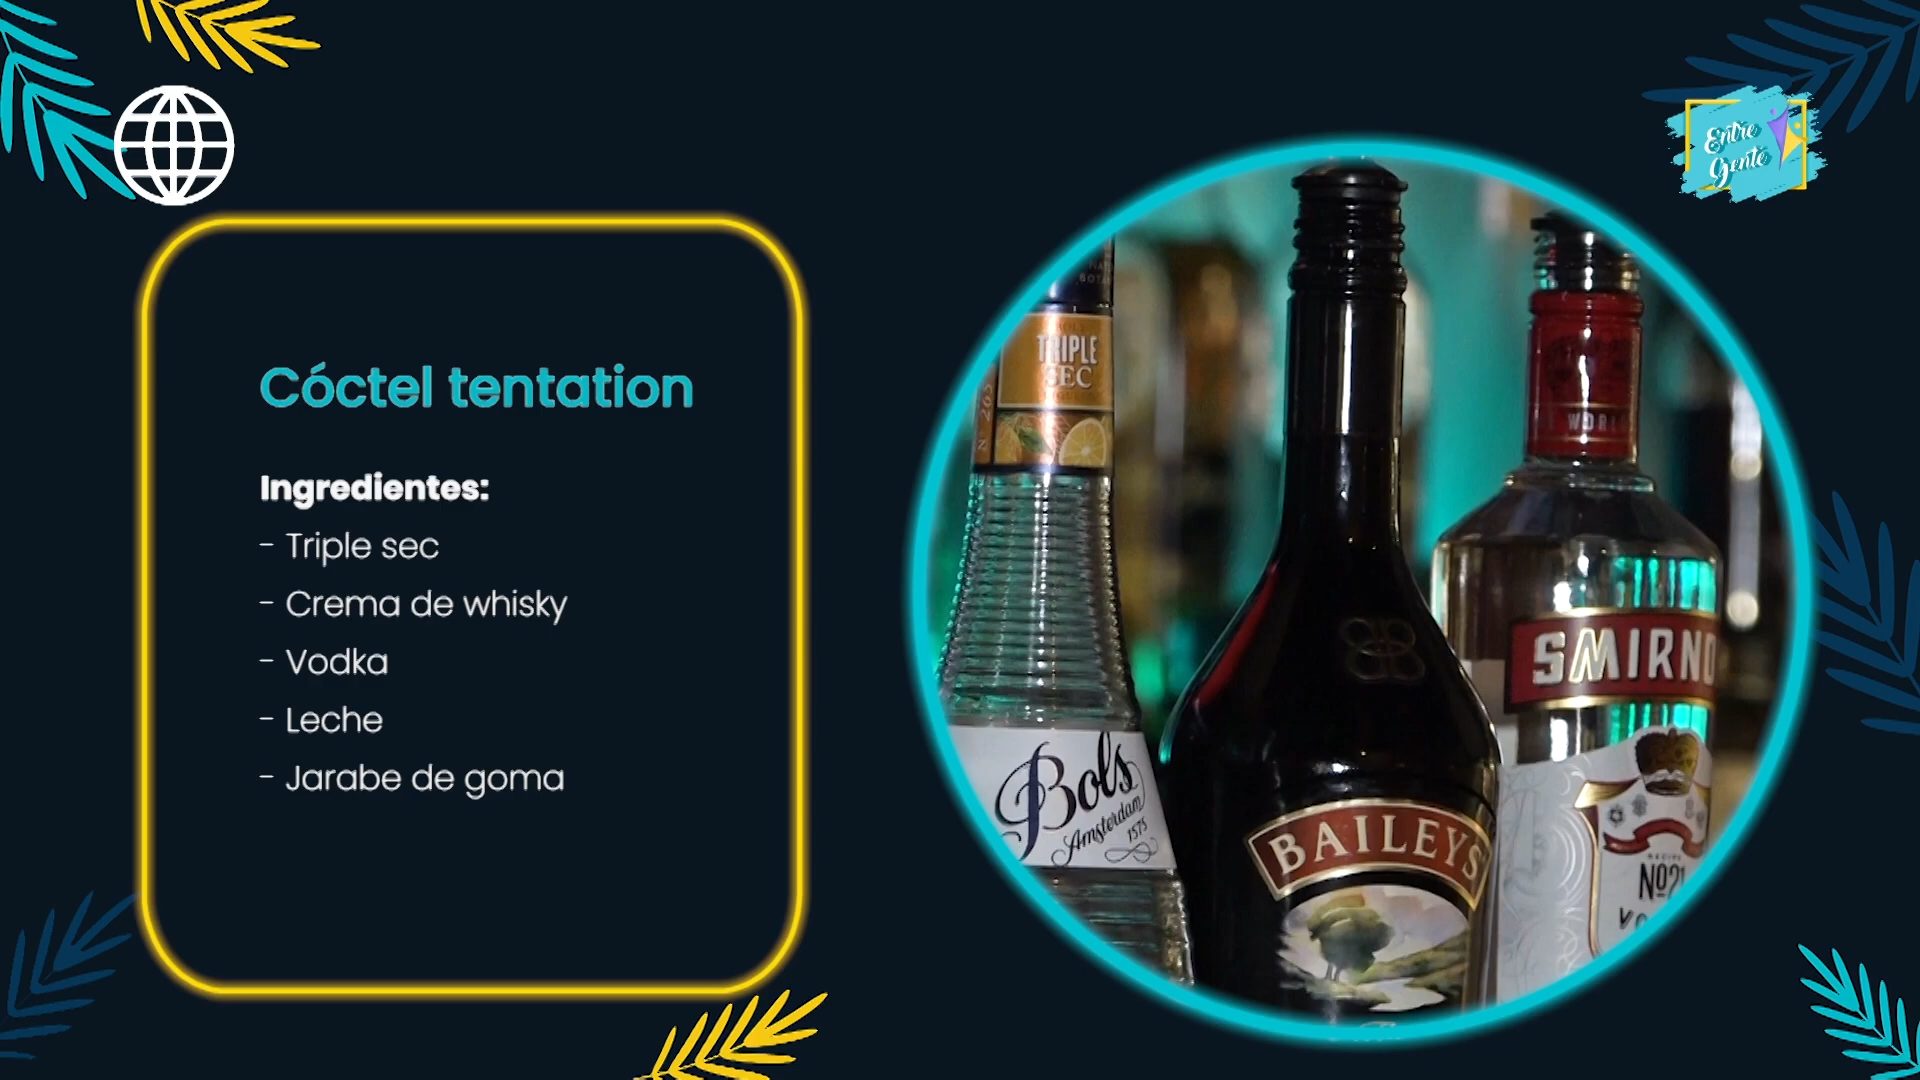 Entre
Gente
Cóctel tentation
Ingredientes:
- Triple sec
- Crema de whisky
- Vodka
- Leche
- Jarabe de goma
TRIPLE
SEC
Bols
Amsterdam
1575
BAILEYS
SMIRNO
No21